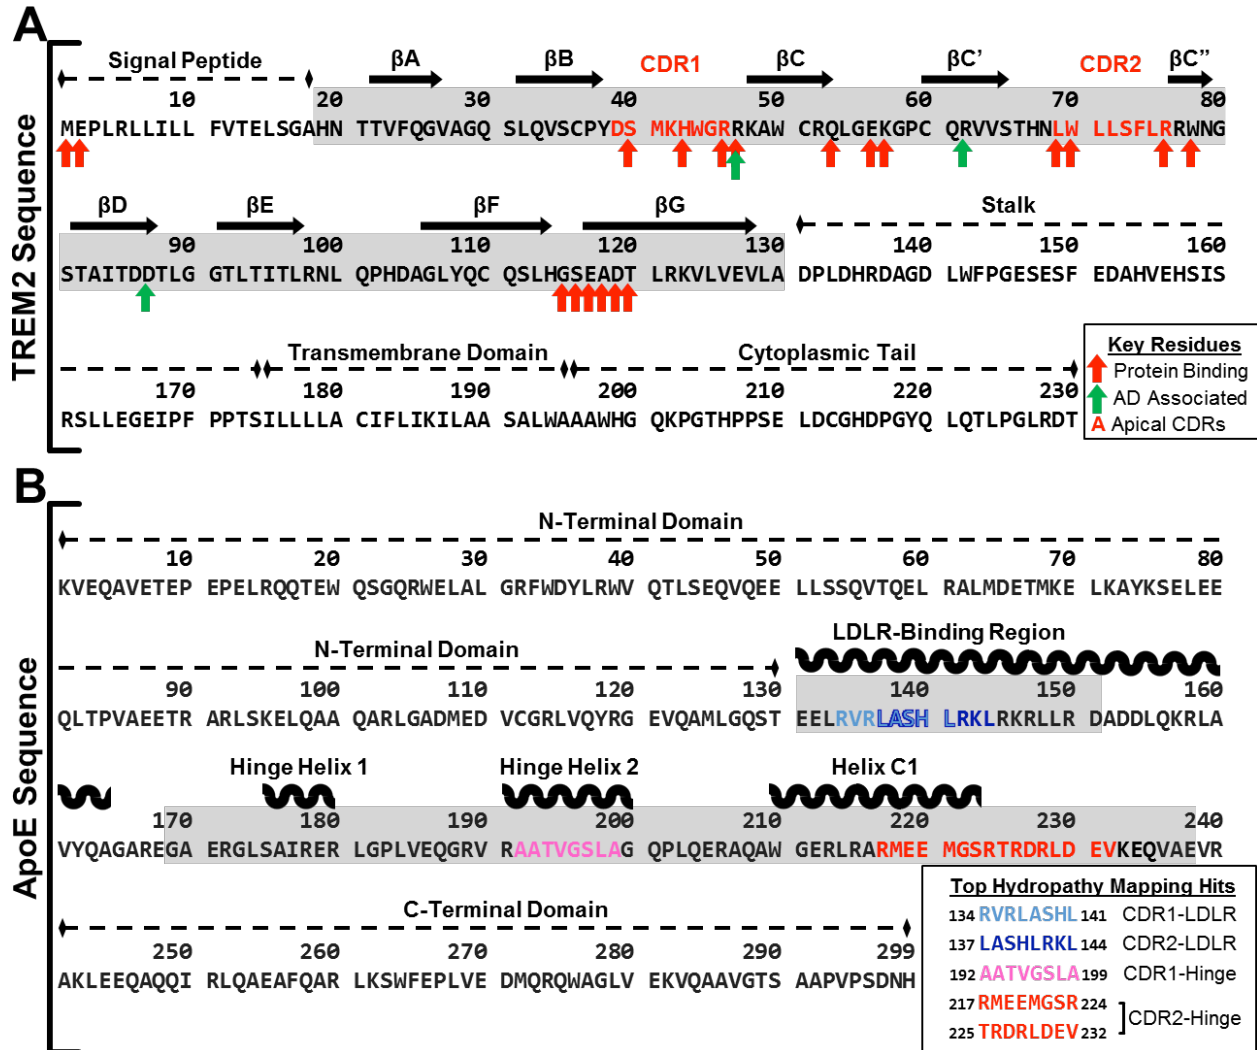 A
Signal Peptide βA βB CDR1 βC βC’ CDR2 βC’’
10 20 30 40 50 60 70 80
MEPLRLLILL FVTELSGAHN TTVFQGVAGQ SLQVSCPYDS MKHWGRRKAW CRQLGEKGPC QRVVSTHNLW LLSFLRRWNG
βD βE βF βG Stalk
90 100 110 120 130 140 150 160
STAITDDTLG GTLTITLRNL QPHDAGLYQC QSLHGSEADT LRKVLVEVLA DPLDHRDAGD LWFPGESESF EDAHVEHSIS
Transmembrane Domain Cytoplasmic Tail
170 180 190 200 210 220 230
RSLLEGEIPF PPTSILLLLA CIFLIKILAA SALWAAAWHG QKPGTHPPSE LDCGHDPGYQ LQTLPGLRDT
TREM2 Sequence
Key Residues
Protein Binding
AD Associated
A Apical CDRs
B
N-Terminal Domain
10 20 30 40 50 60 70 80
KVEQAVETEP EPELRQQTEW QSGQRWELAL GRFWDYLRWV QTLSEQVQEE LLSSQVTQEL RALMDETMKE LKAYKSELEE
N-Terminal Domain LDLR-Binding Region
90 100 110 120 130 140 150 160
QLTPVAEETR ARLSKELQAA QARLGADMED VCGRLVQYRG EVQAMLGQST EELRVRLASH LRKLRKRLLR DADDLQKRLA
Hinge Helix 1 Hinge Helix 2 Helix C1
170 180 190 200 210 220 230 240
VYQAGAREGA ERGLSAIRER LGPLVEQGRV RAATVGSLAG QPLQERAQAW GERLRARMEE MGSRTRDRLD EVKEQVAEVR
C-Terminal Domain
250 260 270 280 290 299
AKLEEQAQQI RLQAEAFQAR LKSWFEPLVE DMQRQWAGLV EKVQAAVGTS AAPVPSDNH
ApoE Sequence
Top Hydropathy Mapping Hits
134 RVRLASHL 141 CDR1-LDLR
137 LASHLRKL 144 CDR2-LDLR
192 AATVGSLA 199 CDR1-Hinge
217 RMEEMGSR 224
CDR2-Hinge
225 TRDRLDEV 232